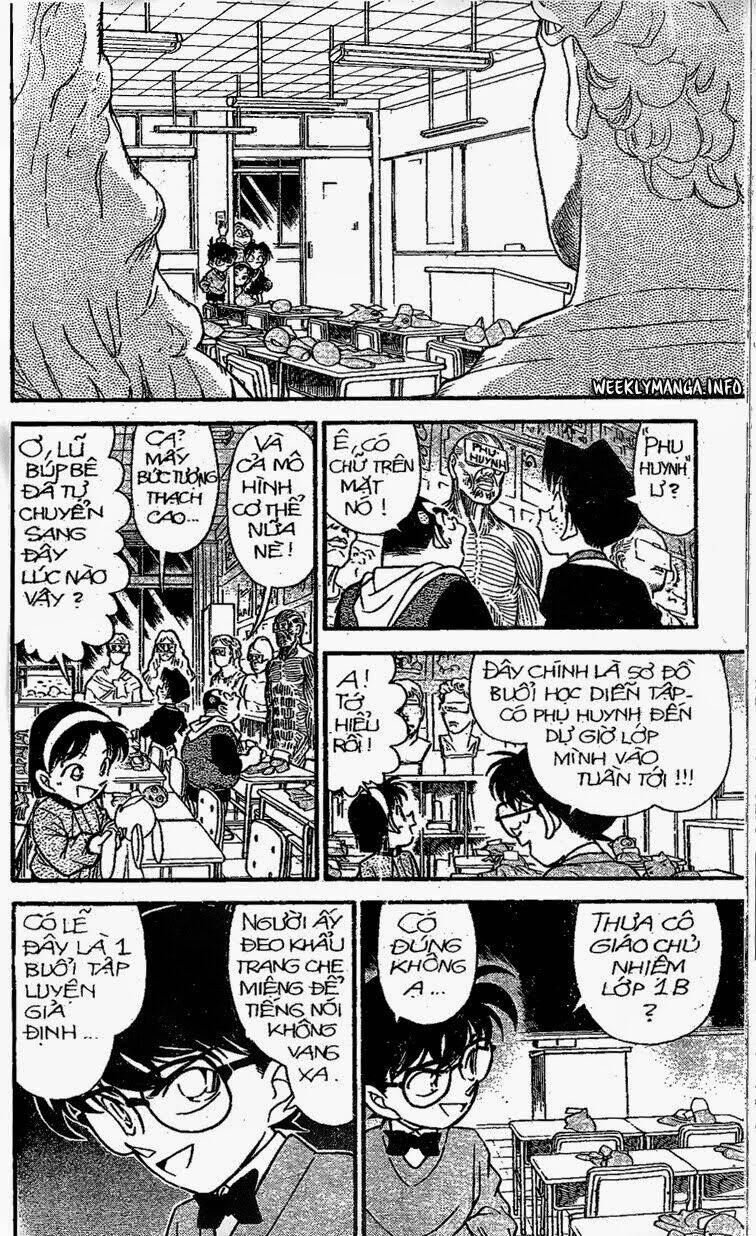 WEEKLYMANGA.INFO
"PHỤ
HUYNH"
Ư?
PHỤ
HUYNH
Ê, CÓ
CHỮ TRÊN
MẶT
NÓ!
VÀ
CẢ MÔ
HÌNH
CƠ THỂ
NỮA
NÈ!
CẢ
MẤY
BỨC TƯỢNG
THẠCH
CAO...
Ơ, LŨ
BÚP BÊ
ĐÃ TỰ
CHUYỂN
SANG
ĐÂY
LÚC NÀO
VẬY?
ĐÂY CHÍNH LÀ SƠ ĐỒ
BUỔI HỌC DIỄN TẬP-
CÓ PHỤ HUYNH ĐẾN
DỰ GIỜ LỚP
MÌNH VÀO
TUẦN TỚI!!!
A!
TỚ
HIỂU
RỒI!
THƯA CÔ
GIÁO CHỦ
NHIỆM
LỚP 1B
?
CÓ
ĐÚNG
KHÔNG
Ạ...
NGƯỜI ẤY
ĐEO KHẨU
TRANG CHE
MIỆNG ĐỂ
TIẾNG NÓI
KHÔNG
VANG
XA.
CÓ LẼ
ĐÂY LÀ 1
BUỔI TẬP
LUYỆN
GIẢ
ĐỊNH...